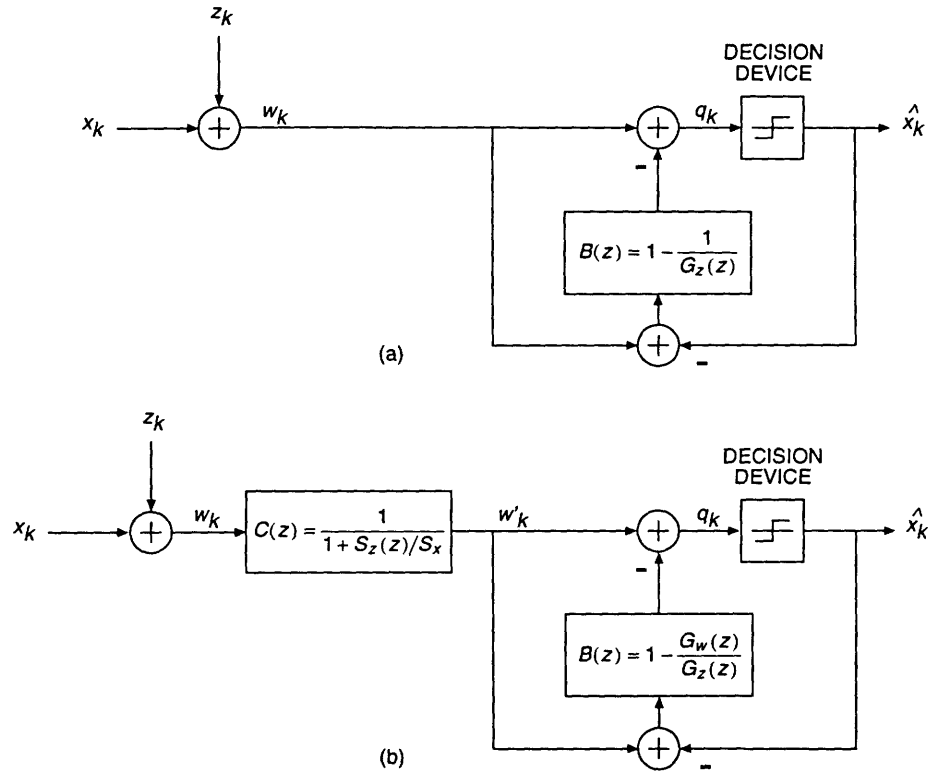 z_k
DECISION
DEVICE
x_k + w_k + q_k x̂_k
-
B(z) = 1 - 1/G_z(z)
+
-
(a)
z_k
DECISION
DEVICE
x_k + w_k C(z) = 1/(1 + S_z(z)/S_x) w'_k + q_k x̂_k
-
B(z) = 1 - G_w(z)/G_z(z)
+
-
(b)